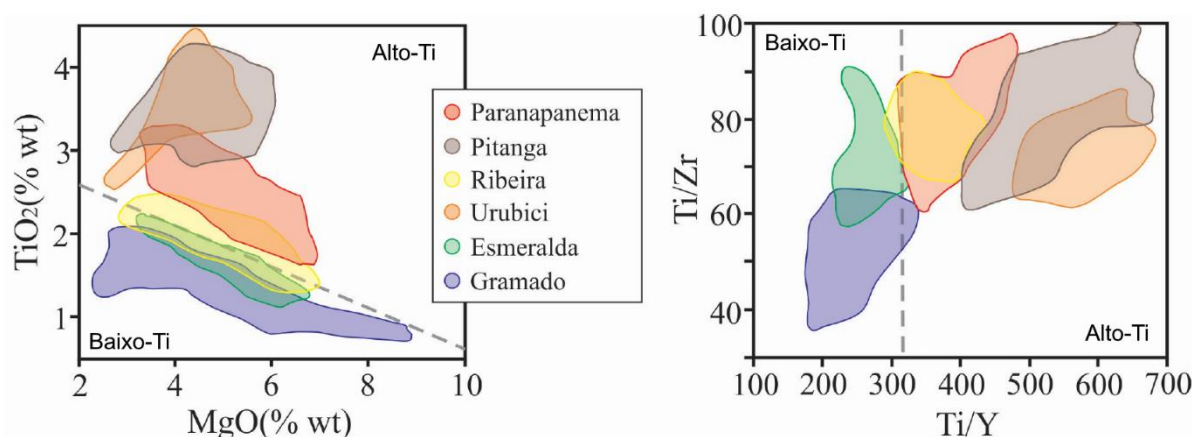 Alto-Ti
4
3
2
1
TiO₂(% wt)
Baixo-Ti
2
4
6
8
10
MgO(% wt)
Paranapanema
Pitanga
Ribeira
Urubici
Esmeralda
Gramado
Baixo-Ti
100
80
60
40
Ti/Zr
Alto-Ti
100
200
300
400
500
600
700
Ti/Y